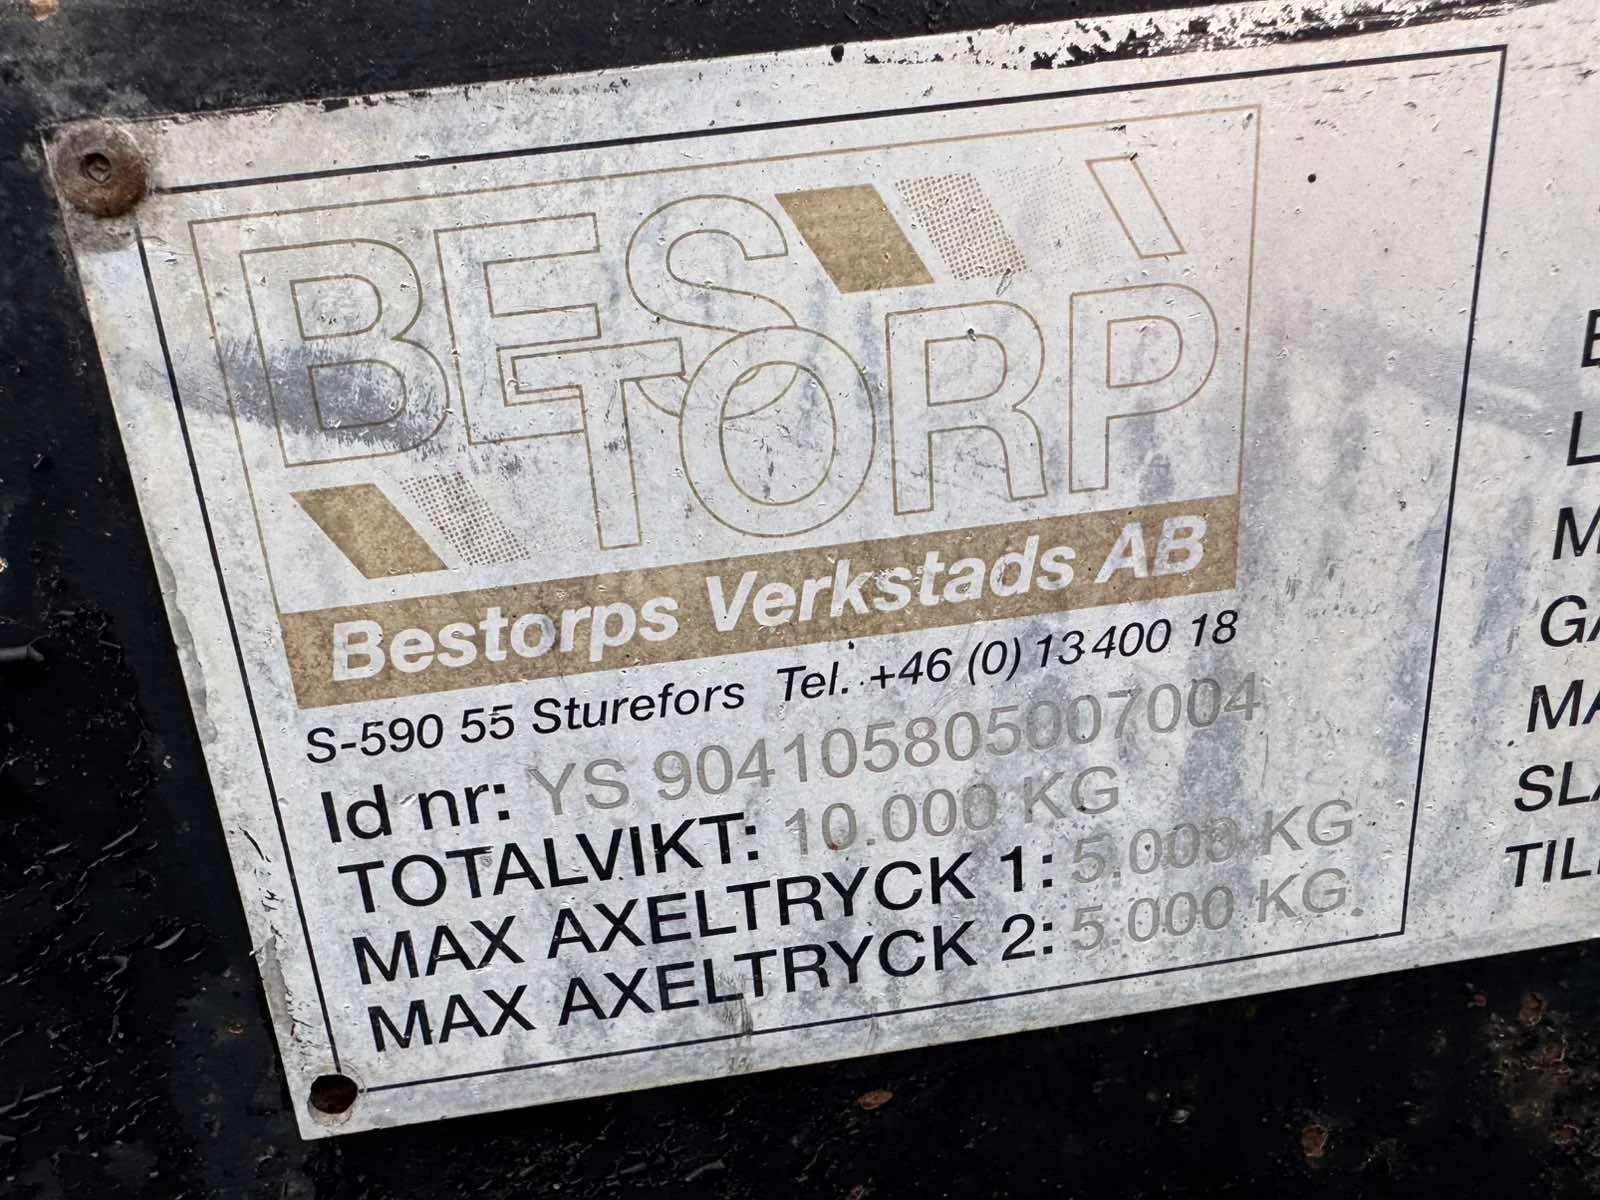 BES
TORP
Bestorps Verkstads AB
S-590 55 Sturefors Tel. +46 (0) 13 400 18
Id nr: YS 904105805007004
TOTALVIKT: 10.000 KG
MAX AXELTRYCK 1: 5.000 KG
MAX AXELTRYCK 2: 5.000 KG.